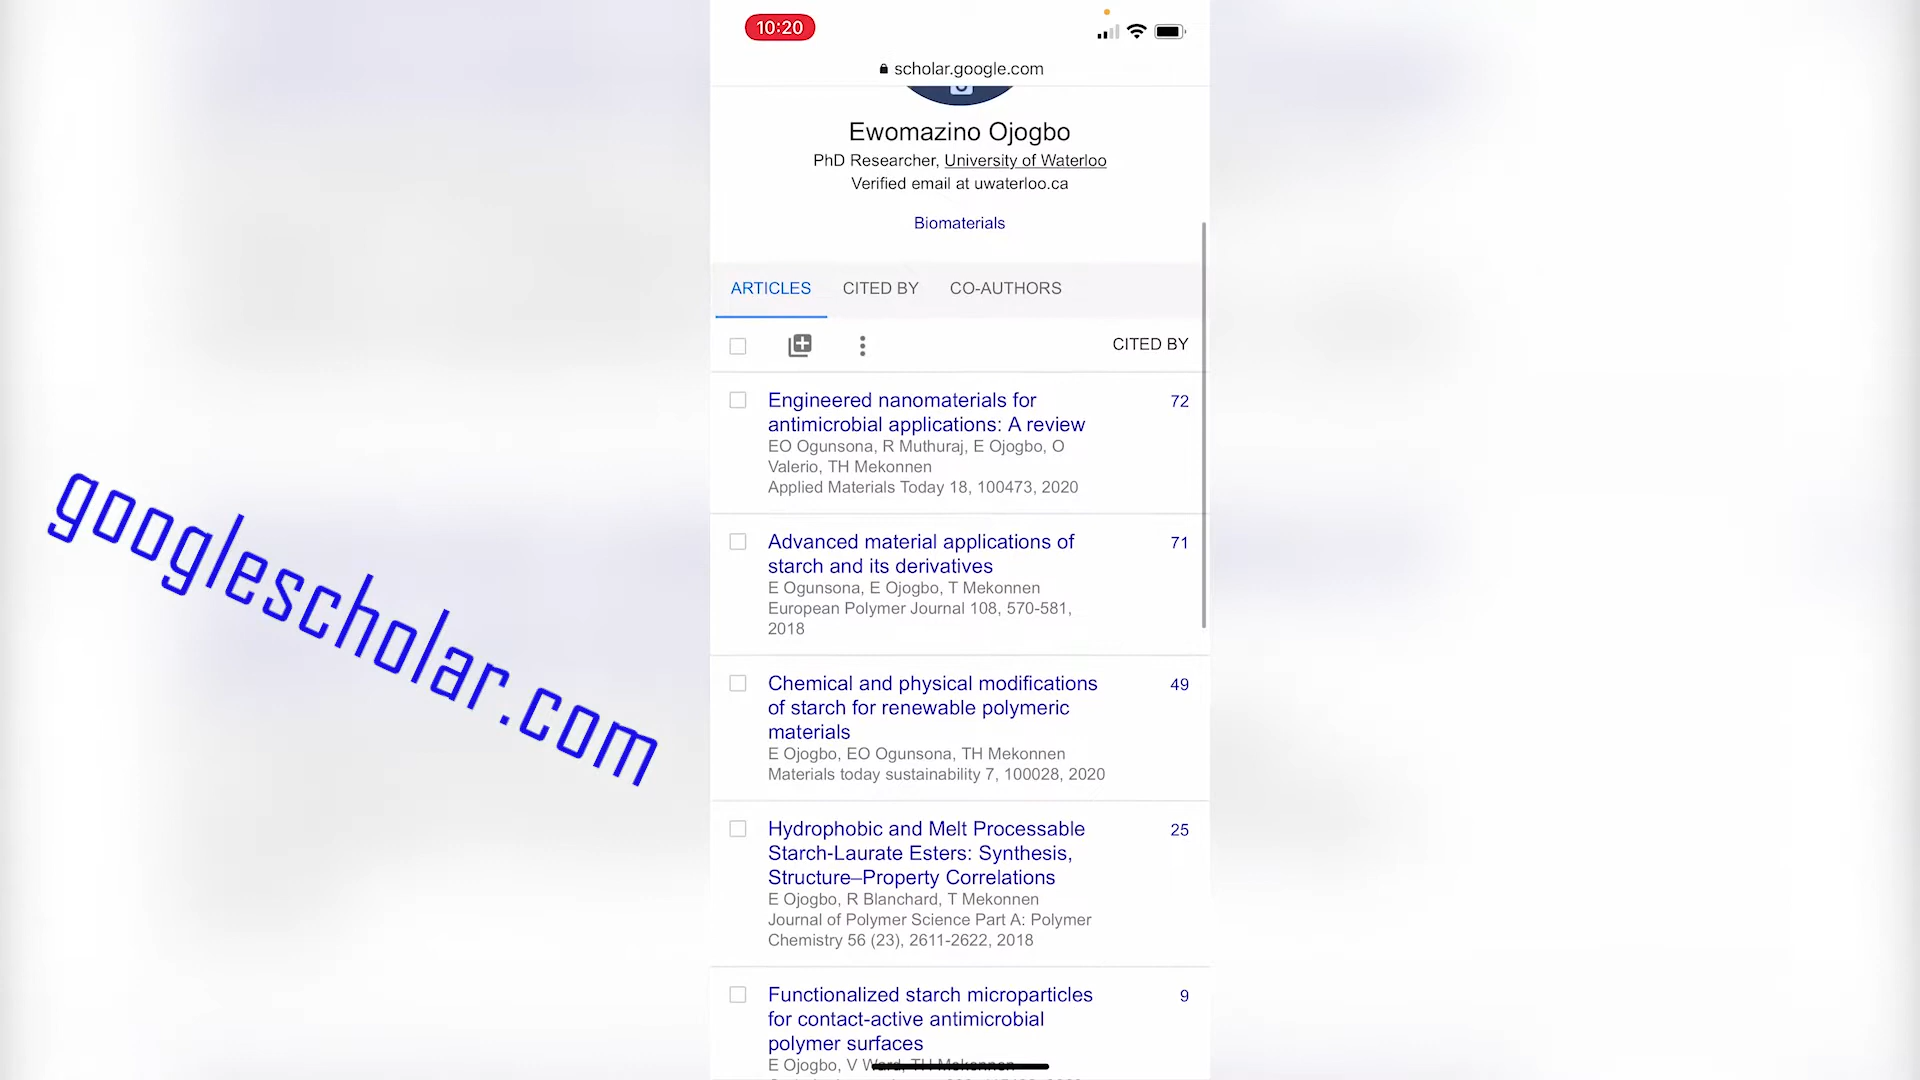 10:20
scholar.google.com
Ewomazino Ojogbo
PhD Researcher, University of Waterloo
Verified email at uwaterloo.ca
Biomaterials
ARTICLES CITED BY CO-AUTHORS
CITED BY
Engineered nanomaterials for 72
antimicrobial applications: A review
EO Ogunsona, R Muthuraj, E Ojogbo, O
Valerio, TH Mekonnen
Applied Materials Today 18, 100473, 2020
Advanced material applications of 71
starch and its derivatives
E Ogunsona, E Ojogbo, T Mekonnen
European Polymer Journal 108, 570-581,
2018
Chemical and physical modifications 49
of starch for renewable polymeric
materials
E Ojogbo, EO Ogunsona, TH Mekonnen
Materials today sustainability 7, 100028, 2020
Hydrophobic and Melt Processable 25
Starch-Laurate Esters: Synthesis,
Structure–Property Correlations
E Ojogbo, R Blanchard, T Mekonnen
Journal of Polymer Science Part A: Polymer
Chemistry 56 (23), 2611-2622, 2018
Functionalized starch microparticles 9
for contact-active antimicrobial
polymer surfaces
E Ojogbo, V Ward, TH Mekonnen
googlescholar.com